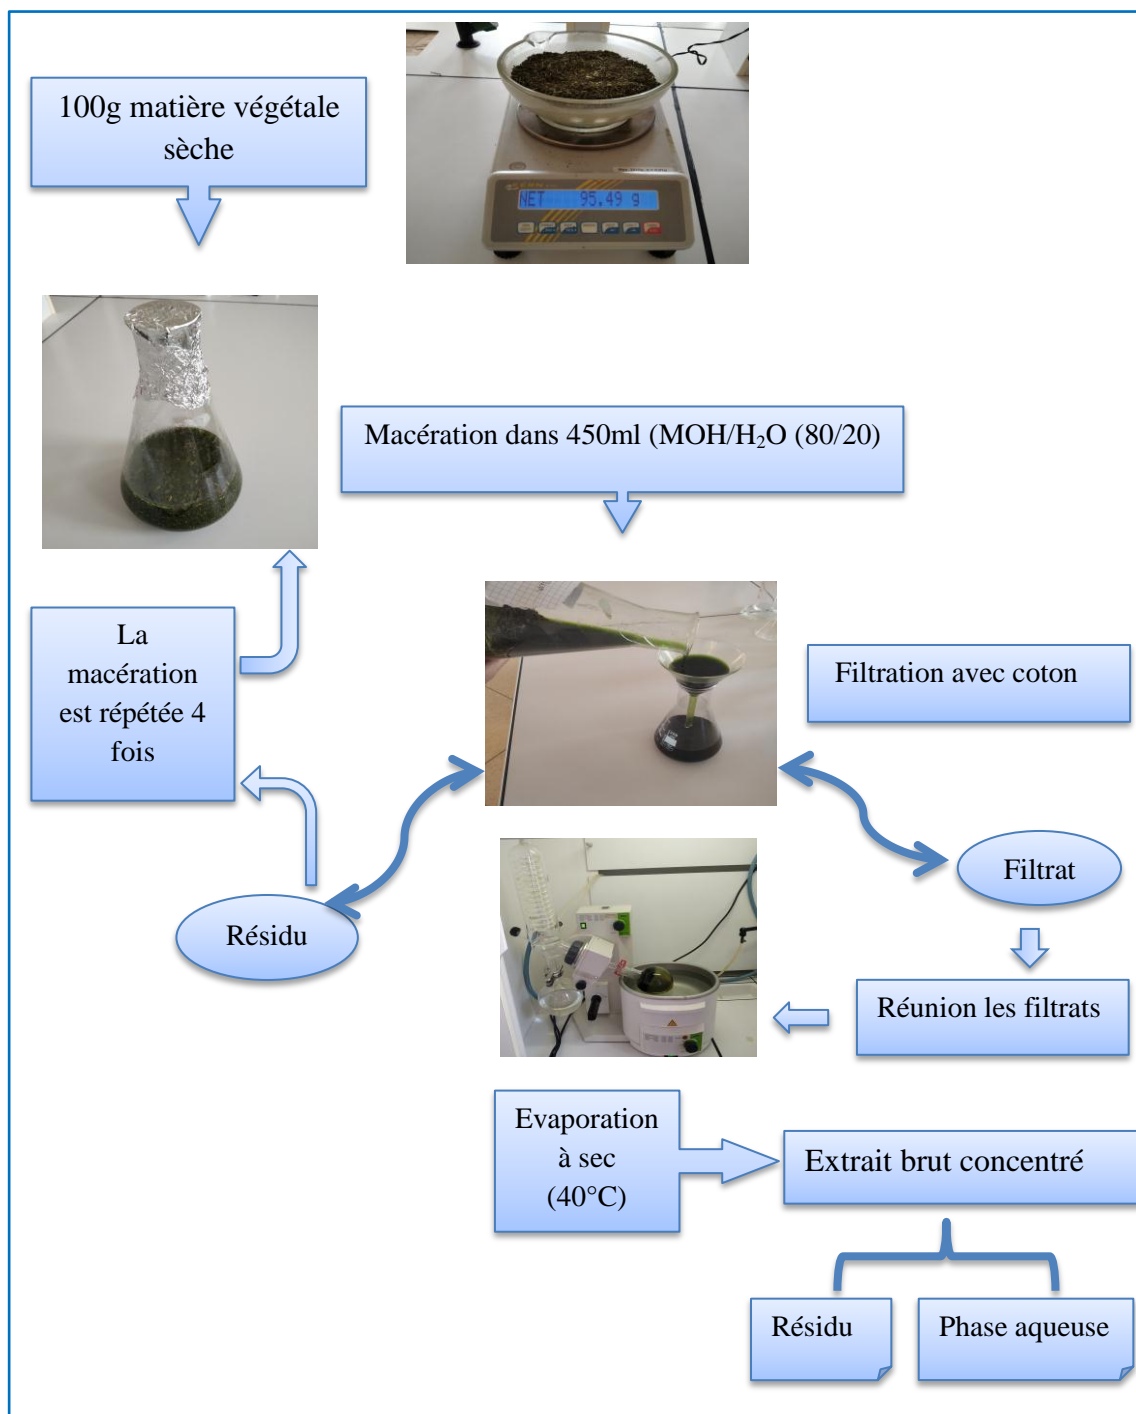 100g matière végétale
sèche
NET 95.49 g
Macération dans 450ml (MOH/H₂O (80/20)
La
macération
est répétée 4
fois
Filtration avec coton
Filtrat
Résidu
Réunion les filtrats
Evaporation
à sec
(40°C)
Extrait brut concentré
Résidu
Phase aqueuse